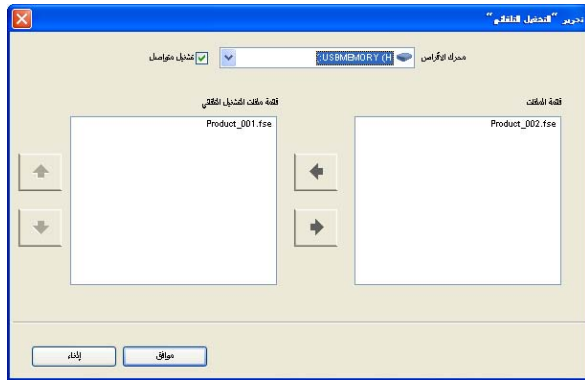 تحرير "التشغيل التلقائي"
محرك الأقراص
USBMEMORY (H:
تشغيل متواصل
قائمة الملفات
قائمة ملفات التشغيل التلقائي
Product_002.fse
Product_001.fse
موافق
إلغاء